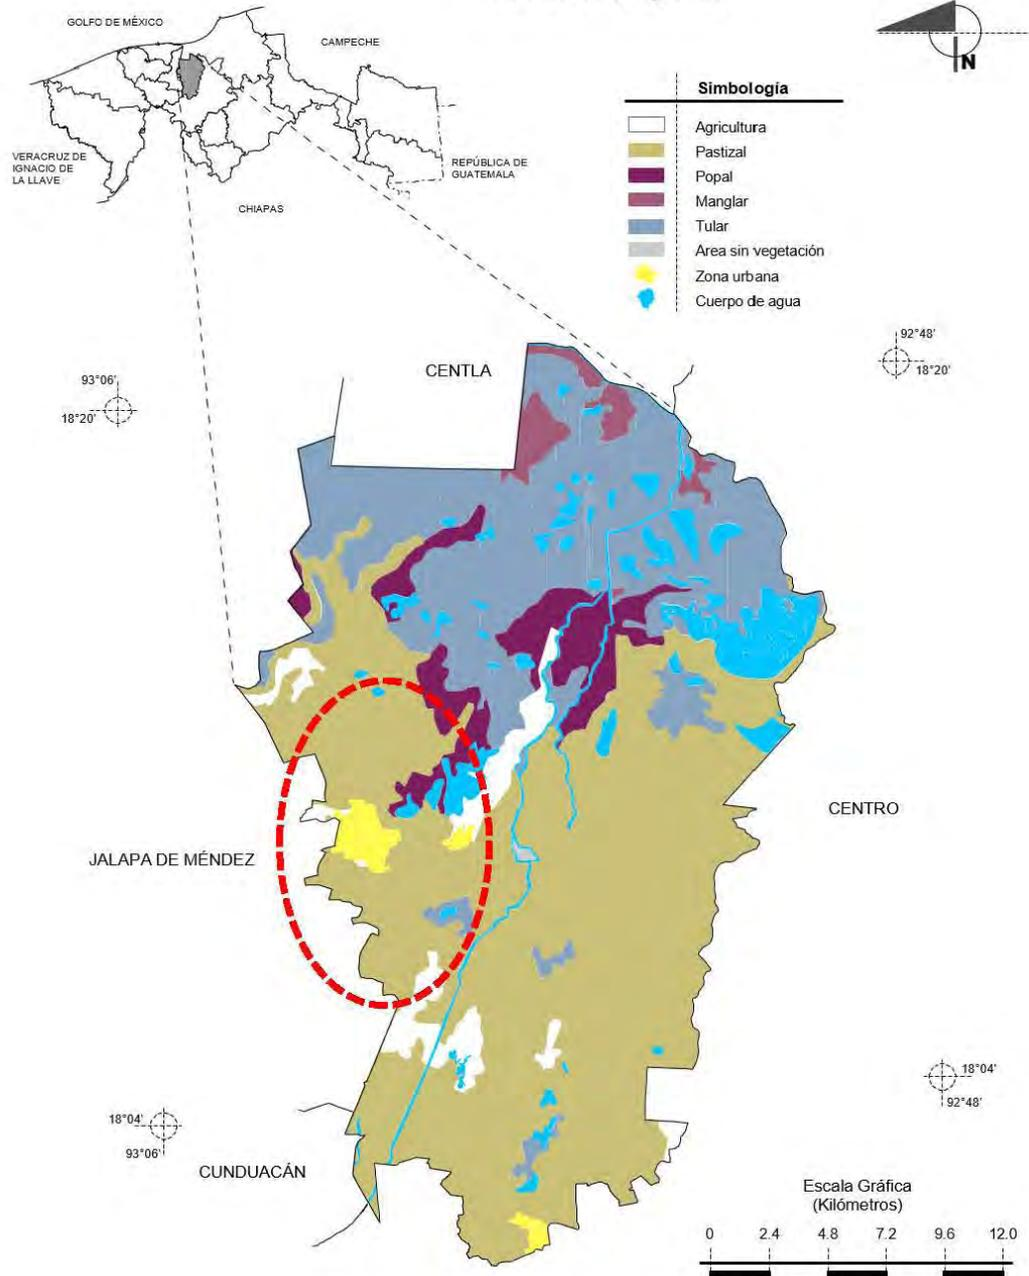 GOLFO DE MÉXICO
CAMPECHE
VERACRUZ DE
IGNACIO DE
LA LLAVE
REPÚBLICA DE
GUATEMALA
CHIAPAS
N
Simbología
Agricultura
Pastizal
Popal
Manglar
Tular
Area sin vegetación
Zona urbana
Cuerpo de agua
92°48'
18°20'
93°06'
18°20'
CENTLA
CENTRO
JALAPA DE MÉNDEZ
18°04'
92°48'
18°04'
93°06'
CUNDUACÁN
Escala Gráfica
(Kilómetros)
0 2.4 4.8 7.2 9.6 12.0